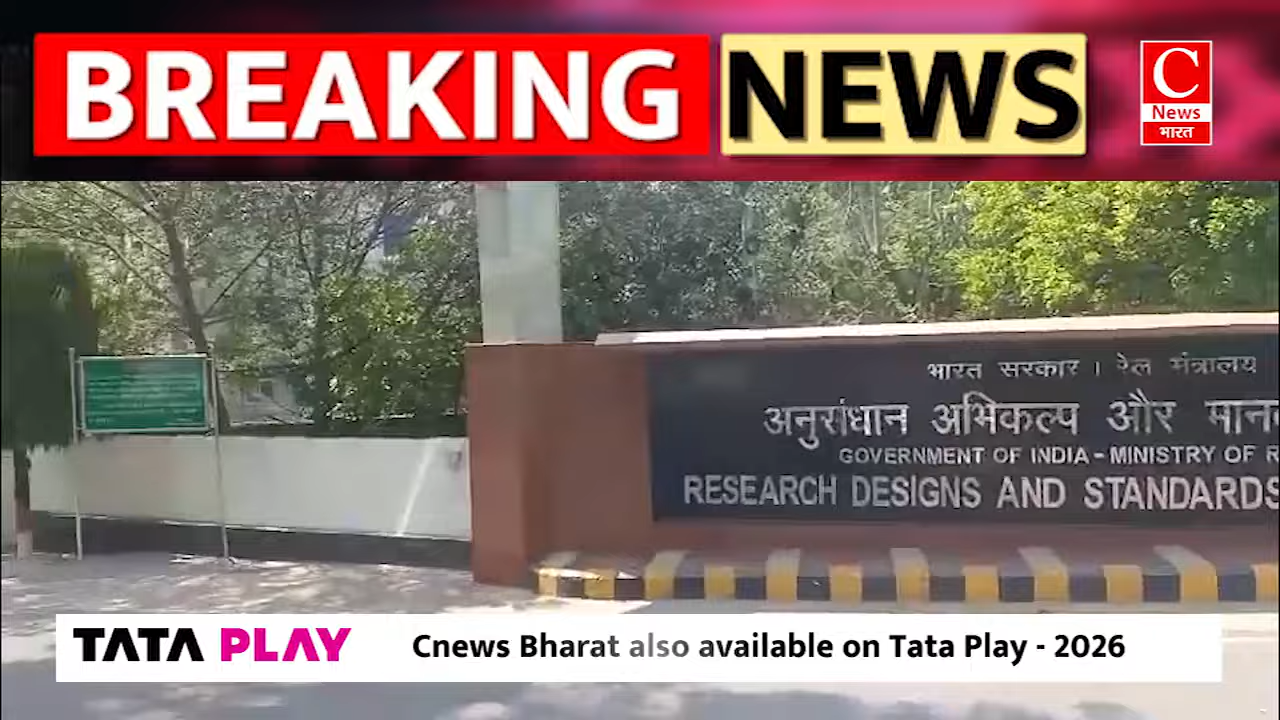 BREAKING NEWS
C
News
भारत
भारत सरकार । रेल मंत्रालय
अनुसंधान अभिकल्प और मान
GOVERNMENT OF INDIA - MINISTRY OF R
RESEARCH DESIGNS AND STANDARDS
TATA PLAY
Cnews Bharat also available on Tata Play - 2026